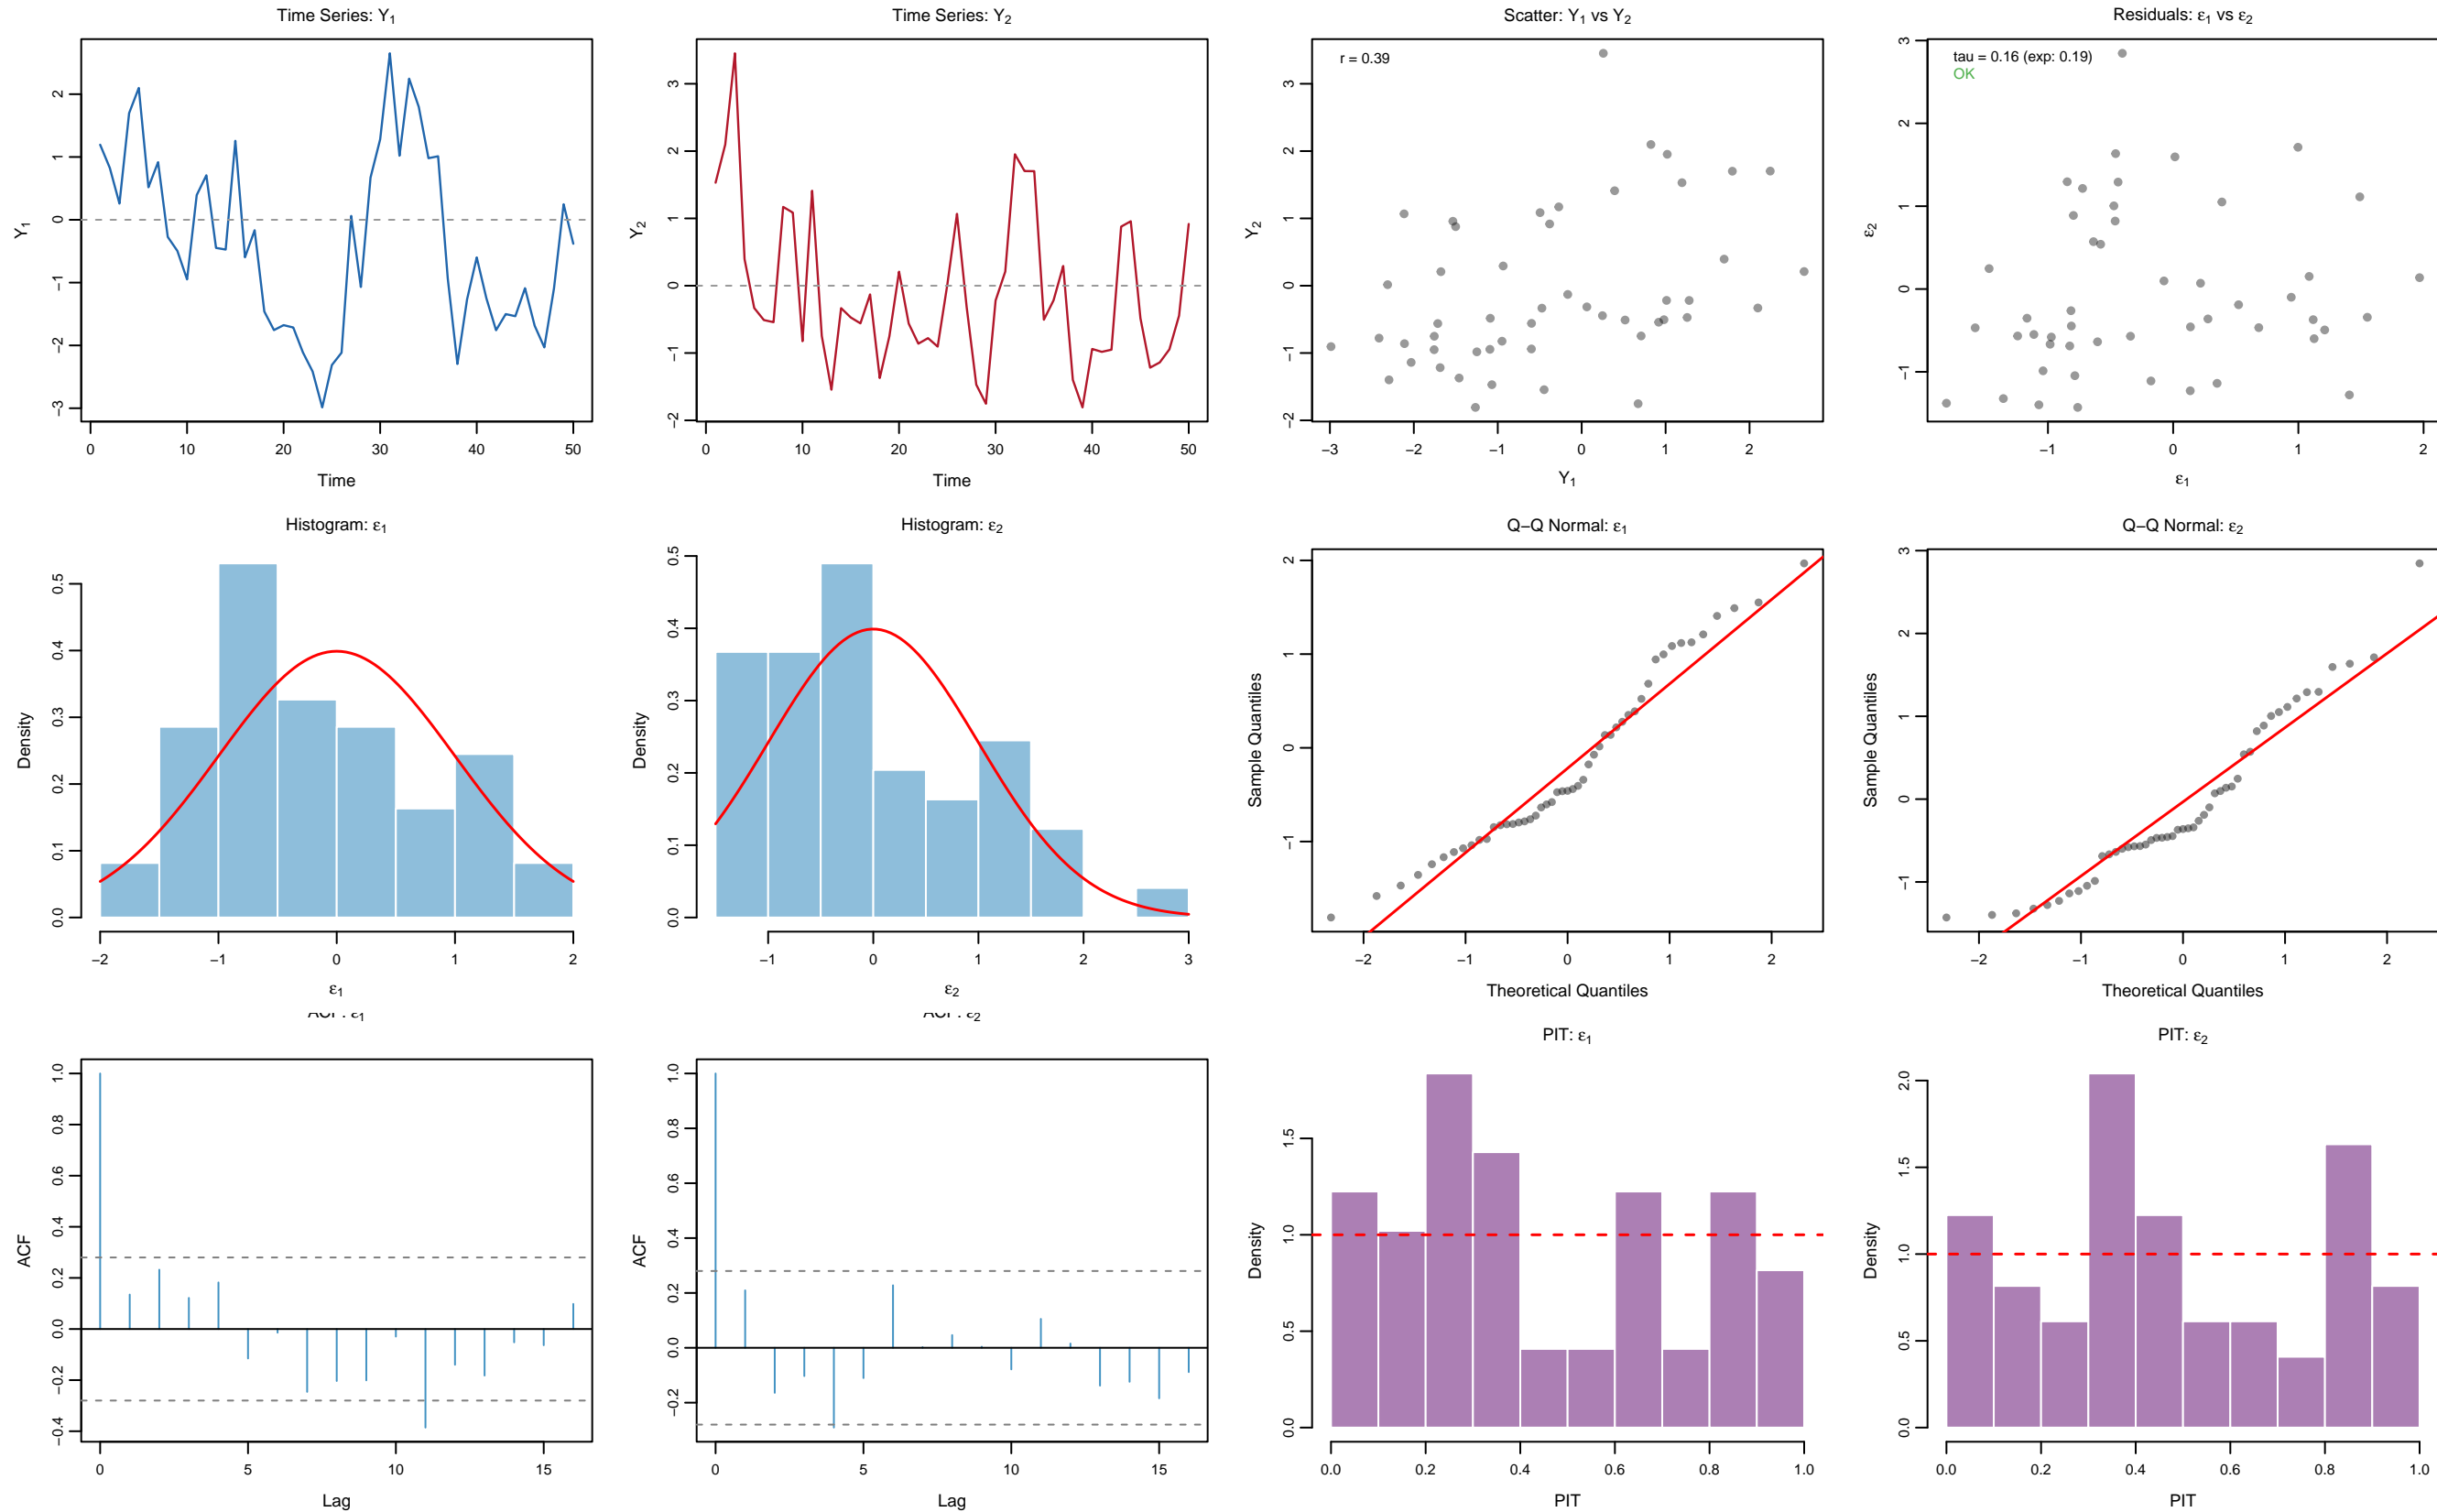 Time Series: Y1
Y1
2
1
0
−1
−2
−3
0 10 20 30 40 50
Time
Time Series: Y2
Y2
3
2
1
0
−1
−2
0 10 20 30 40 50
Time
Scatter: Y1 vs Y2
r = 0.39
Y2
3
2
1
0
−1
−2
−3 −2 −1 0 1 2
Y1
Residuals: ε1 vs ε2
tau = 0.16 (exp: 0.19)
OK
ε2
3
2
1
0
−1
−1 0 1 2
ε1
Histogram: ε1
Density
0.5
0.4
0.3
0.2
0.1
0.0
−2 −1 0 1 2
ε1
Histogram: ε2
Density
0.5
0.4
0.3
0.2
0.1
0.0
−1 0 1 2 3
ε2
Q−Q Normal: ε1
Sample Quantiles
2
1
0
−1
−2 −1 0 1 2
Theoretical Quantiles
Q−Q Normal: ε2
Sample Quantiles
3
2
1
0
−1
−2 −1 0 1 2
Theoretical Quantiles
ACF: ε1
ACF
1.0
0.8
0.6
0.4
0.2
0.0
−0.2
−0.4
0 5 10 15
Lag
ACF: ε2
ACF
1.0
0.8
0.6
0.4
0.2
0.0
−0.2
0 5 10 15
Lag
PIT: ε1
Density
1.5
1.0
0.5
0.0
0.0 0.2 0.4 0.6 0.8 1.0
PIT
PIT: ε2
Density
2.0
1.5
1.0
0.5
0.0
0.0 0.2 0.4 0.6 0.8 1.0
PIT